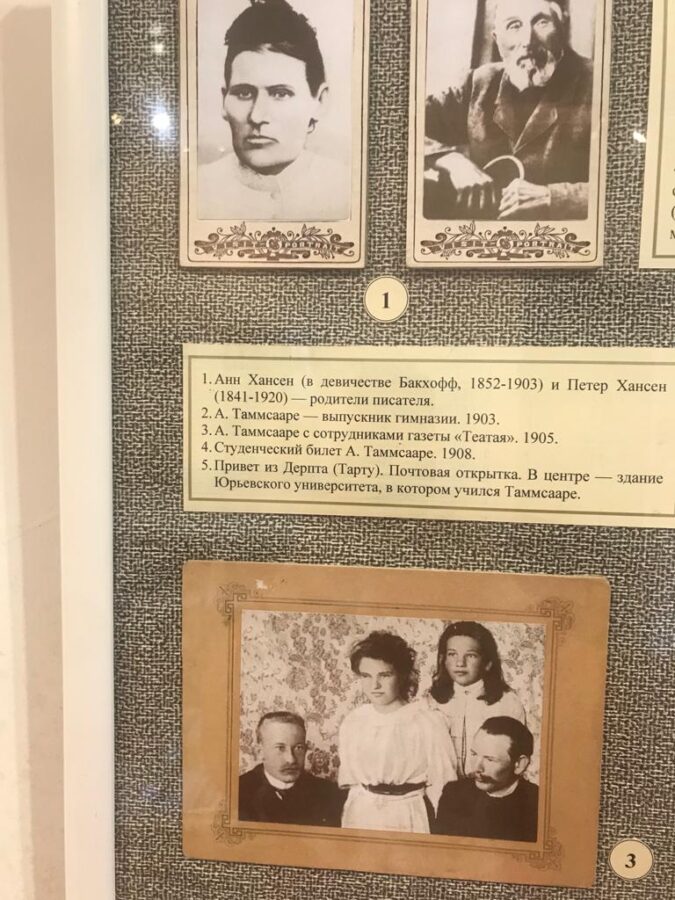 1
1. Анн Хансен (в девичестве Бакхофф, 1852-1903) и Петер Хансен
(1841-1920) — родители писателя.
2. А. Таммсааре — выпускник гимназии. 1903.
3. А. Таммсааре с сотрудниками газеты «Театая». 1905.
4. Студенческий билет А. Таммсааре. 1908.
5. Привет из Дерпта (Тарту). Почтовая открытка. В центре — здание
Юрьевского университета, в котором учился Таммсааре.
3